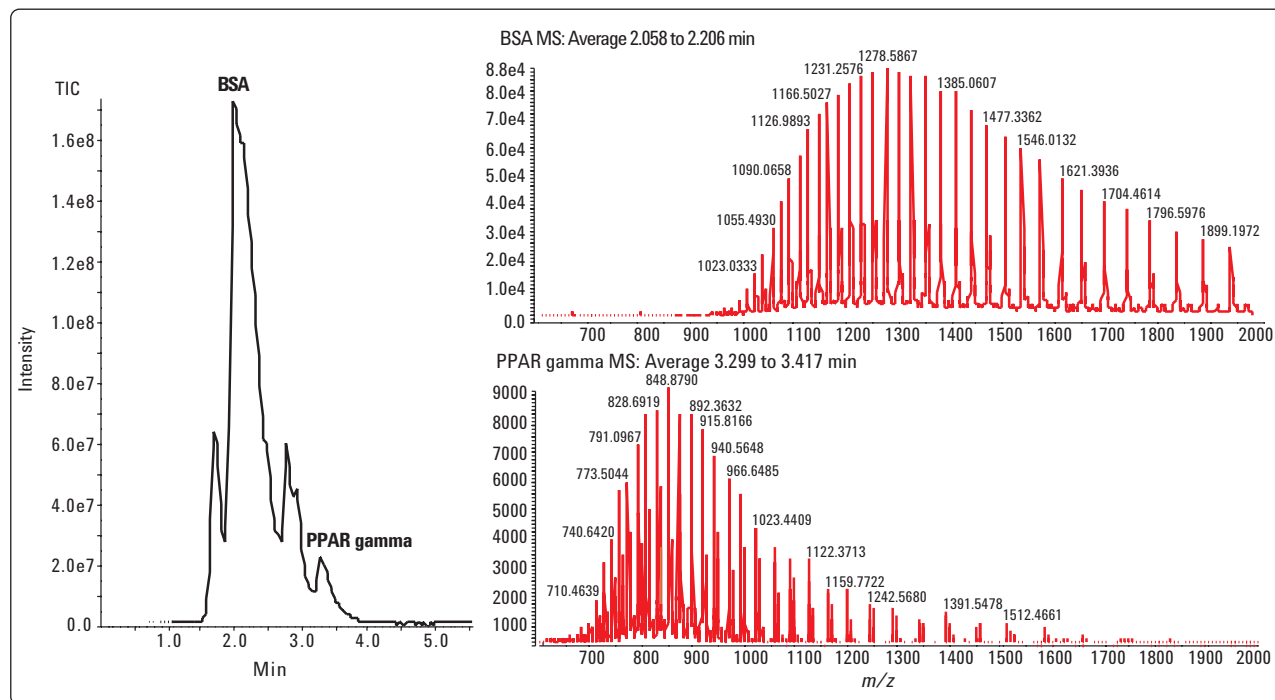 TIC
BSA
PPAR gamma
1.6e8
1.4e8
1.2e8
1.0e8
8.0e7
6.0e7
4.0e7
2.0e7
0.0
Intensity
1.0 2.0 3.0 4.0 5.0
Min
BSA MS: Average 2.058 to 2.206 min
8.8e4
8.0e4
7.0e4
6.0e4
5.0e4
4.0e4
3.0e4
2.0e4
1.0e4
0.0
1023.0333
1055.4930
1090.0658
1126.9893
1166.5027
1231.2576
1278.5867
1385.0607
1477.3362
1546.0132
1621.3936
1704.4614
1796.5976
1899.1972
700 800 900 1000 1100 1200 1300 1400 1500 1600 1700 1800 1900 2000
PPAR gamma MS: Average 3.299 to 3.417 min
9000
8000
7000
6000
5000
4000
3000
2000
1000
710.4639
740.6420
773.5044
791.0967
828.6919
848.8790
892.3632
915.8166
940.5648
966.6485
1023.4409
1122.3713
1159.7722
1242.5680
1391.5478
1512.4661
700 800 900 1000 1100 1200 1300 1400 1500 1600 1700 1800 1900 2000
m/z